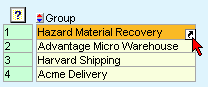 ? Group
1 Hazard Material Recovery
2 Advantage Micro Warehouse
3 Harvard Shipping
4 Acme Delivery